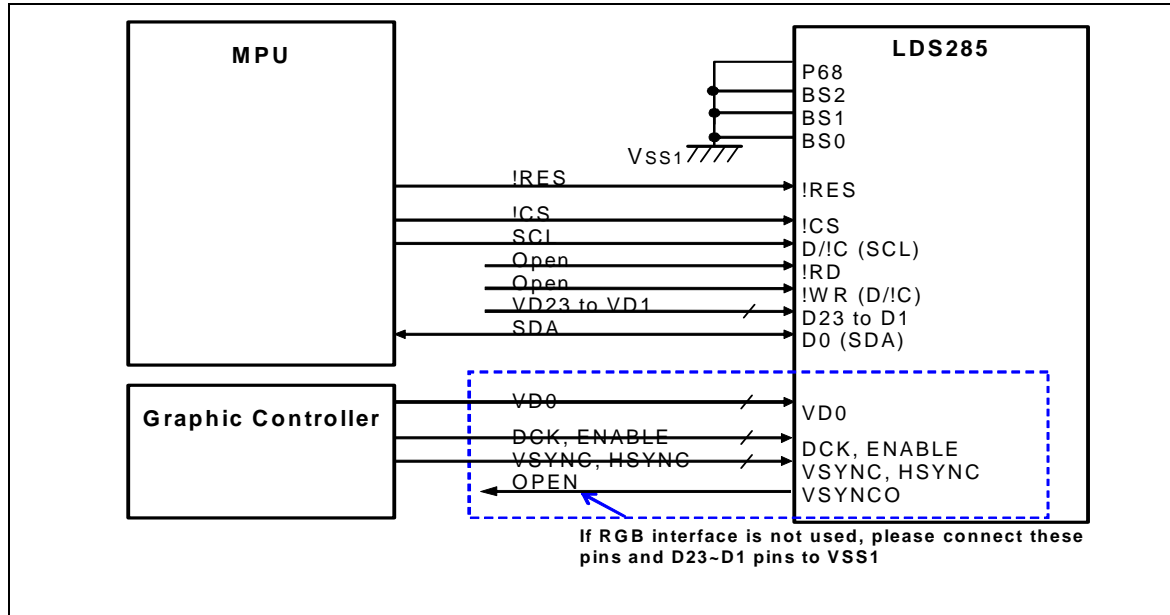 MPU
LDS285
P68
BS2
BS1
BS0
VSS1
!RES
!RES
!CS
!CS
SCL
D/!C (SCL)
Open
!RD
Open
!WR (D/!C)
VD23 to VD1
D23 to D1
SDA
D0 (SDA)
Graphic Controller
VD0
VD0
DCK, ENABLE
DCK, ENABLE
VSYNC, HSYNC
VSYNC, HSYNC
OPEN
VSYNCO
If RGB interface is not used, please connect these
pins and D23~D1 pins to VSS1